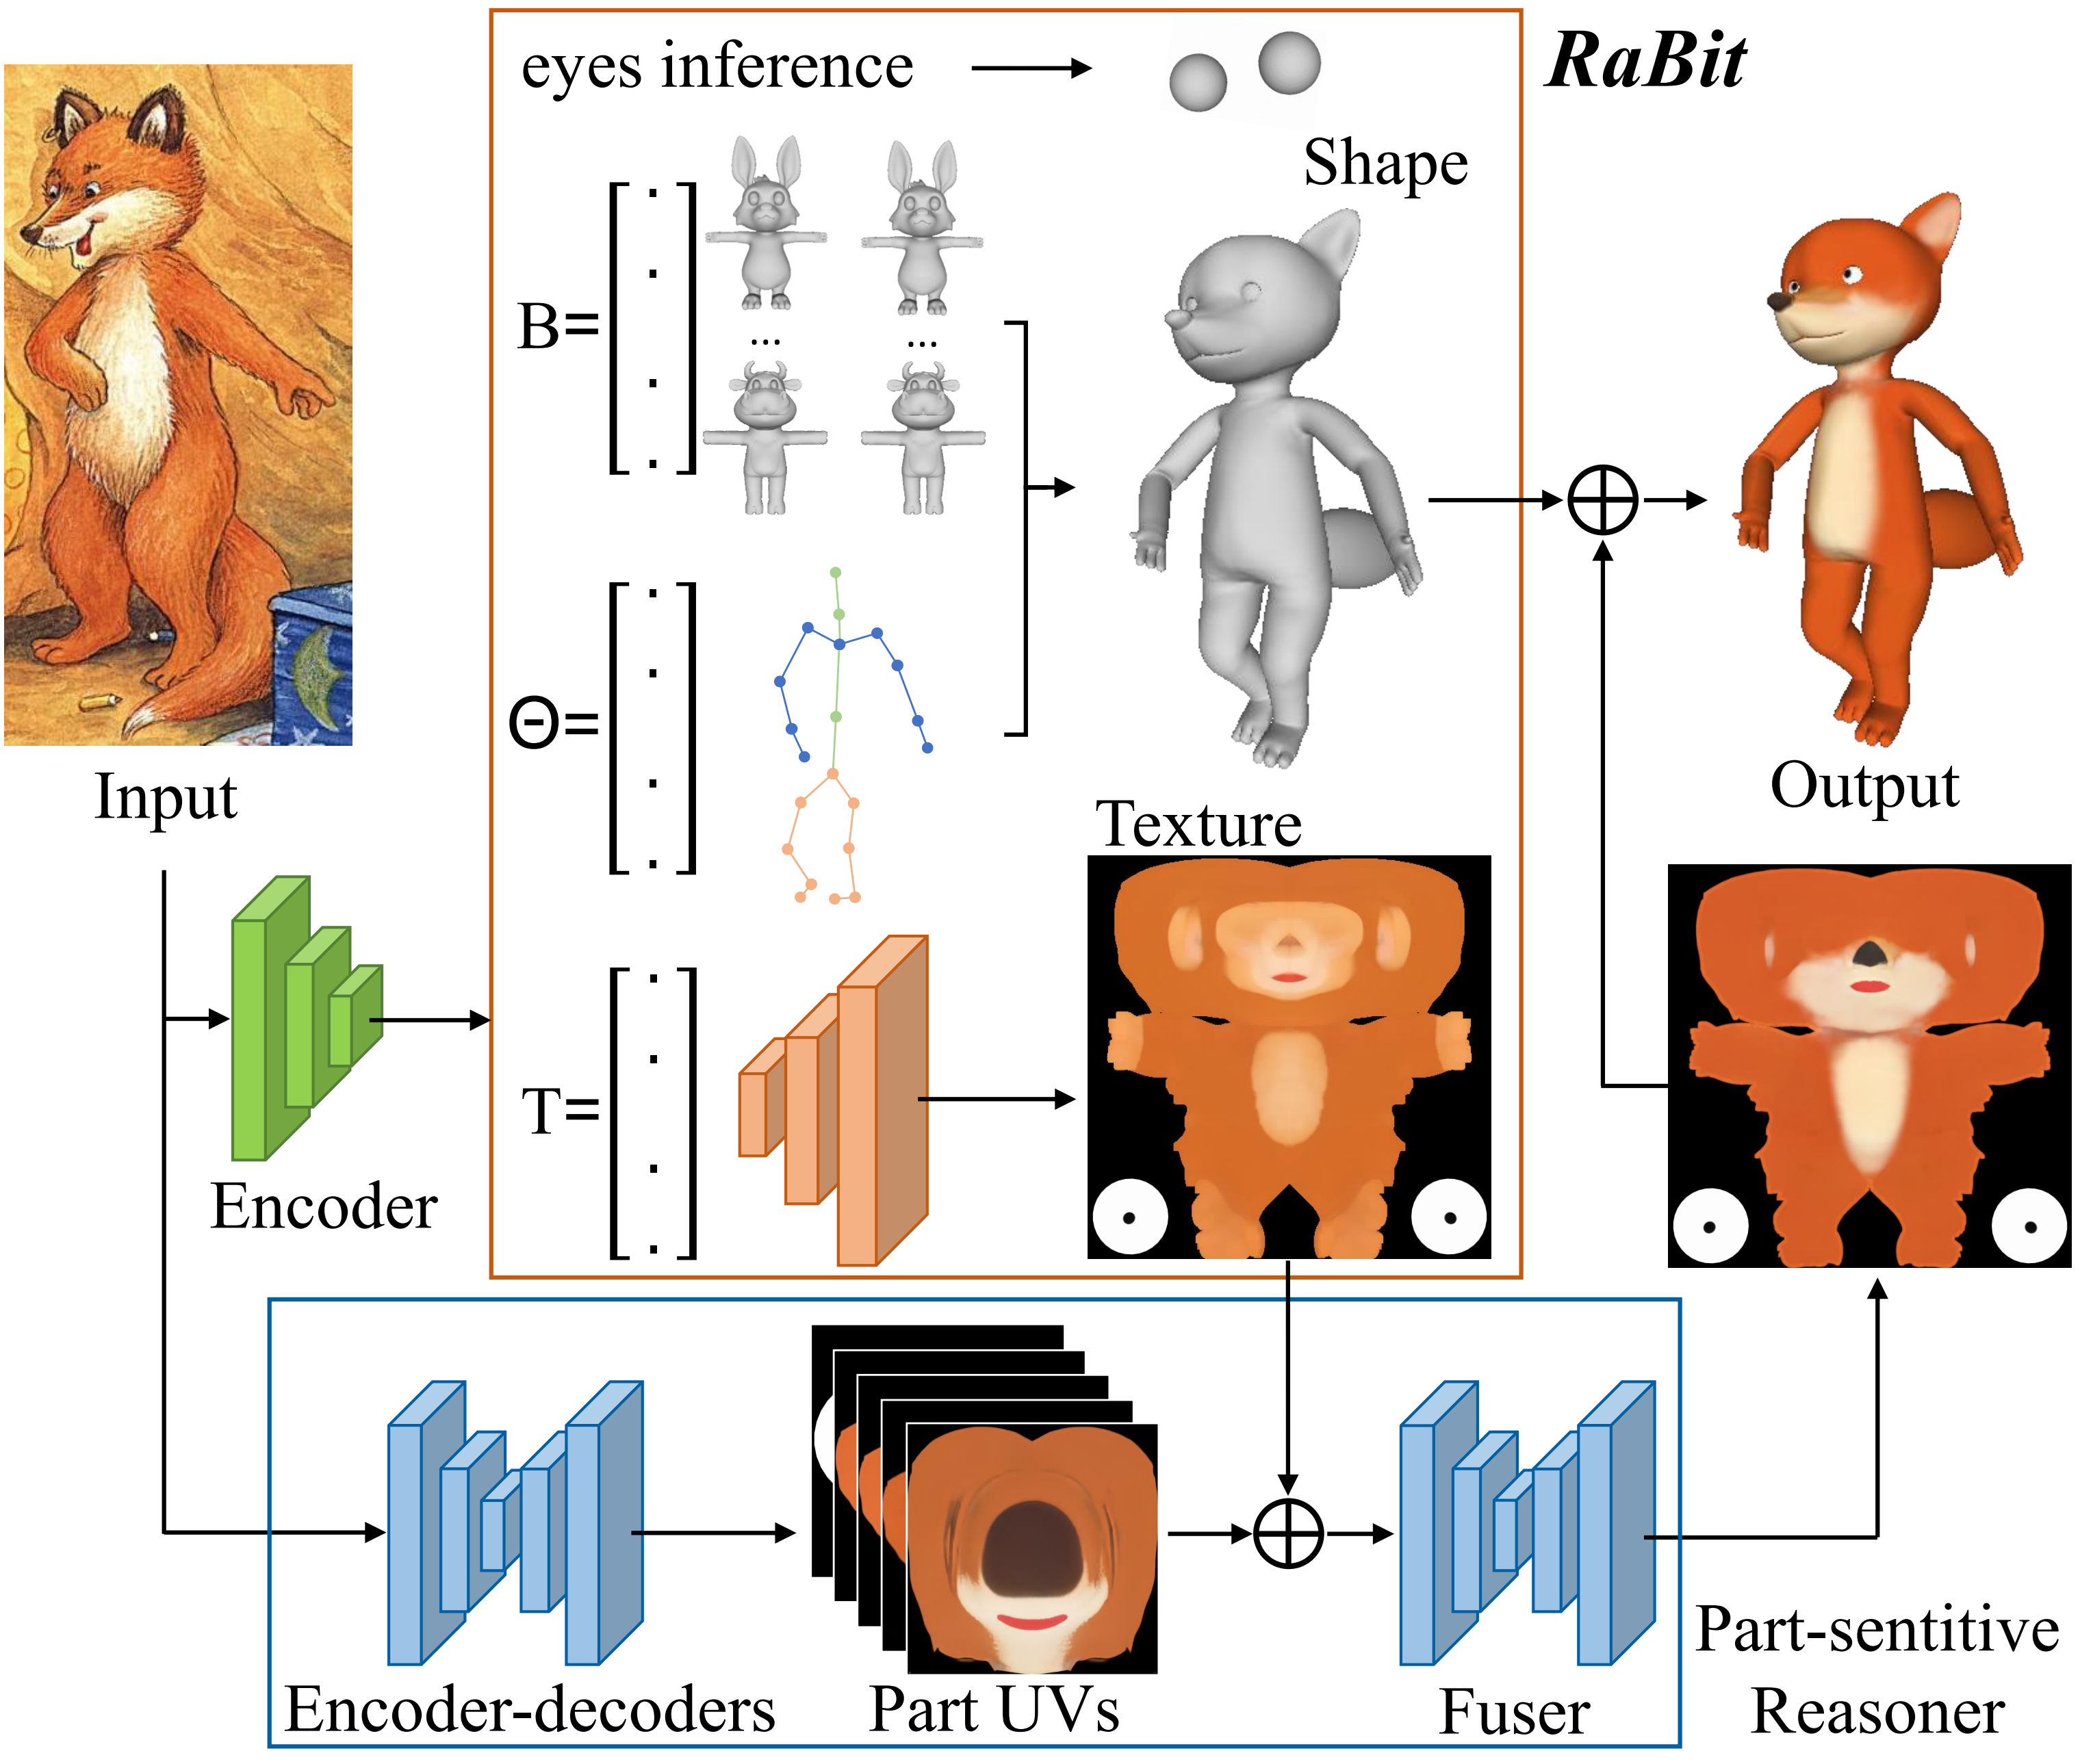 eyes inference
RaBit
Shape
B=
...
...
Θ=
Input
Output
Texture
T=
Encoder
Encoder-decoders
Part UVs
Fuser
Part-sentitive
Reasoner